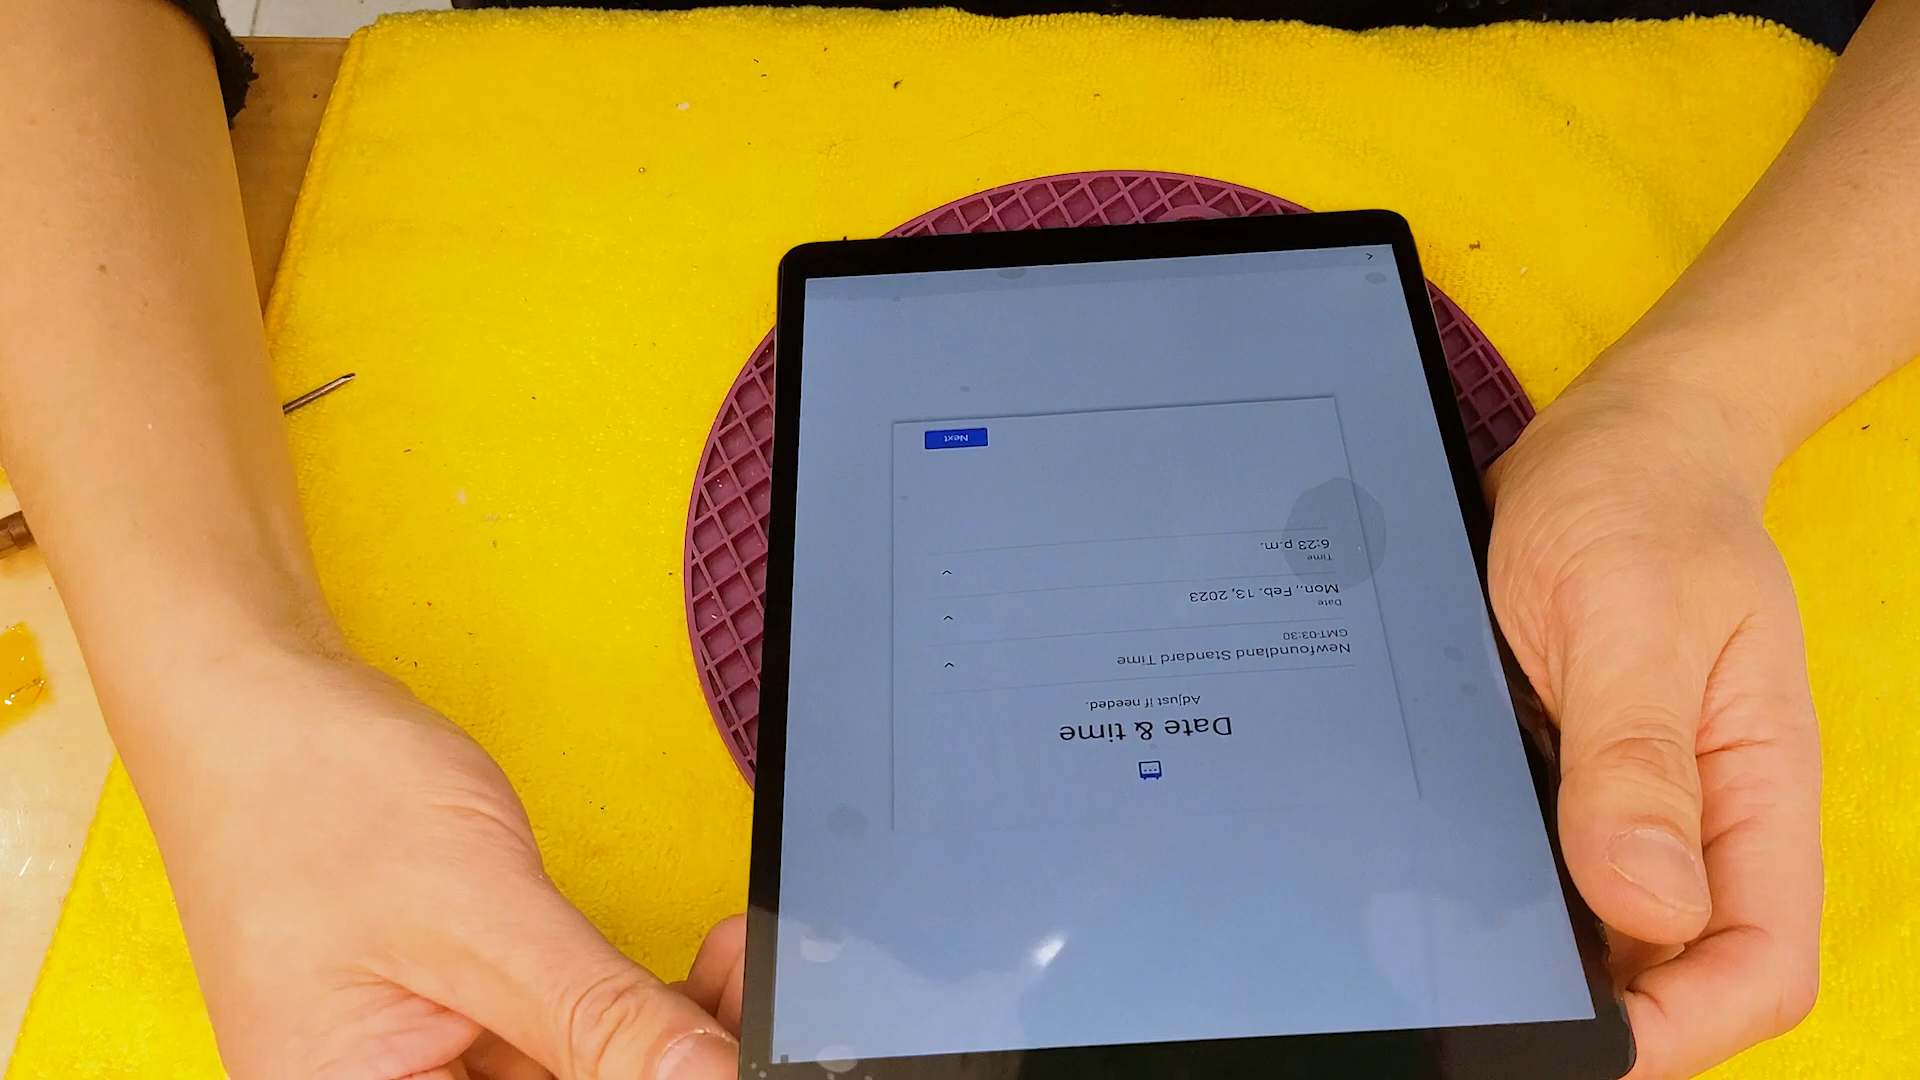 Date & time
Adjust if needed.
Newfoundland Standard Time
GMT-03:30
Date
Mon., Feb. 13, 2023
Time
6:23 p.m.
Next